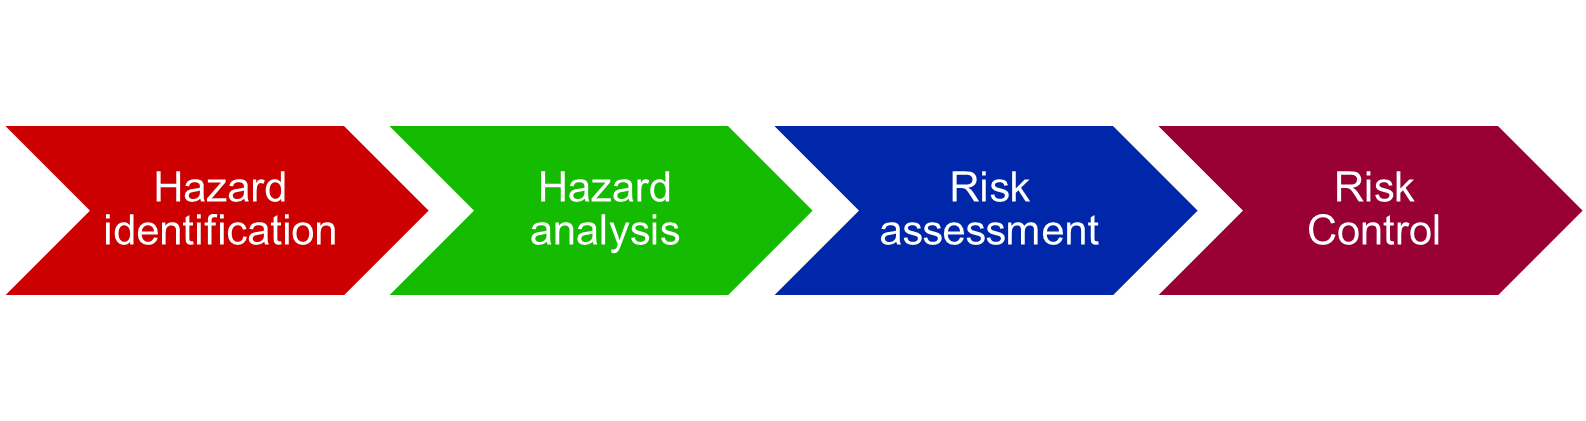 Hazard
identification
Hazard
analysis
Risk
assessment
Risk
Control